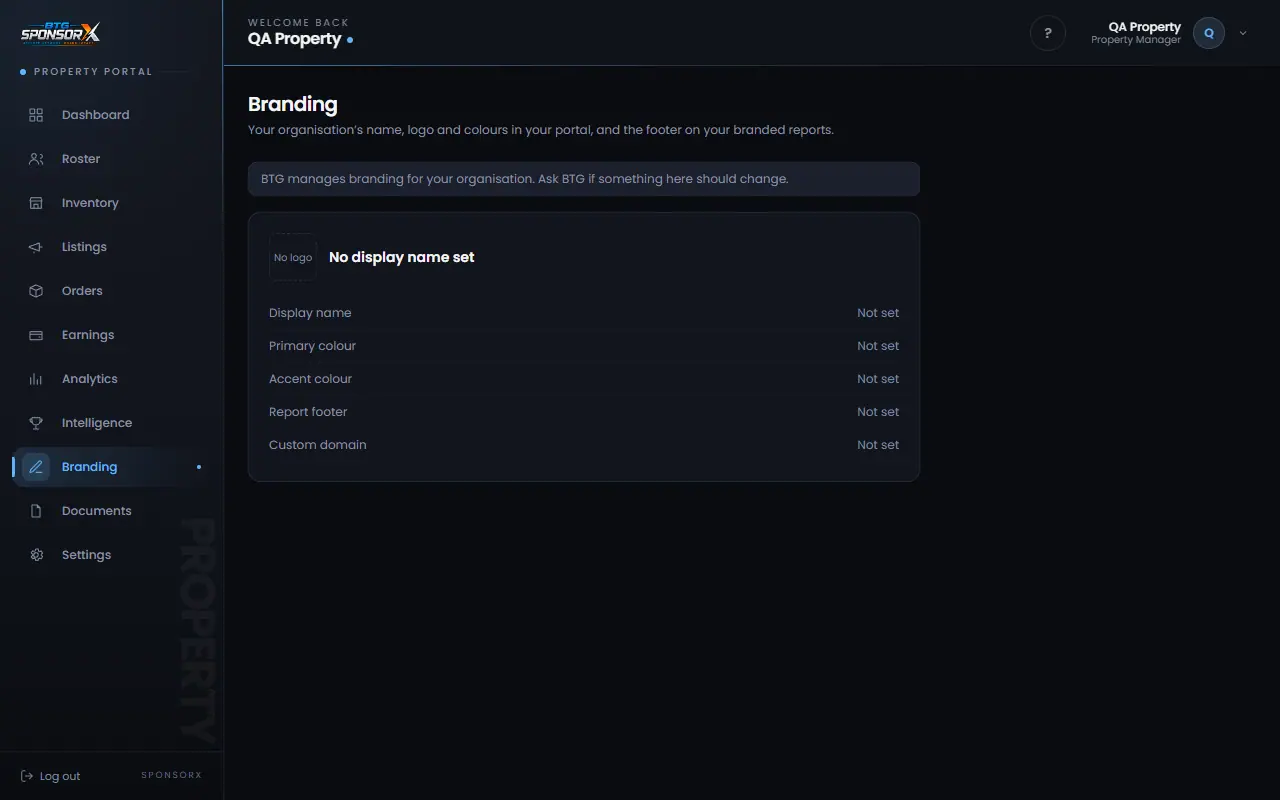 BTG
SPONSORX
PROPERTY PORTAL
Dashboard
Roster
Inventory
Listings
Orders
Earnings
Analytics
Intelligence
Branding
Documents
Settings
PROPERTY
Log out
SPONSORX
WELCOME BACK
QA Property
?
QA Property
Property Manager
Q
Branding
Your organisation's name, logo and colours in your portal, and the footer on your branded reports.
BTG manages branding for your organisation. Ask BTG if something here should change.
No logo
No display name set
Display name Not set
Primary colour Not set
Accent colour Not set
Report footer Not set
Custom domain Not set